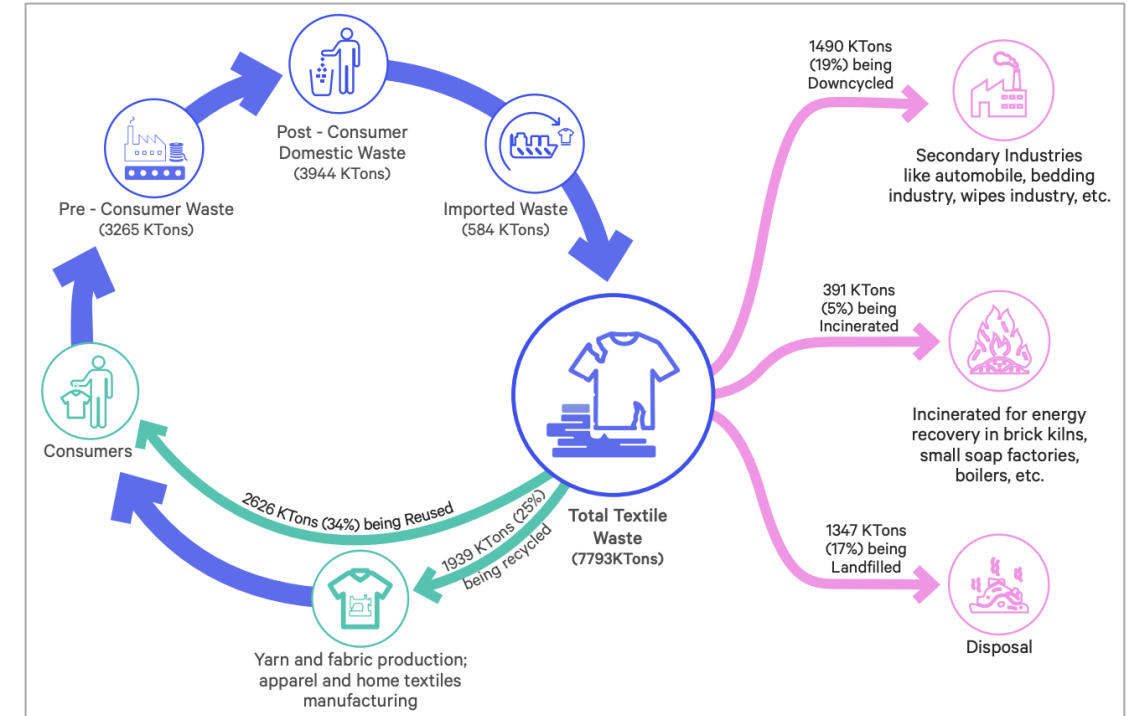 Post - Consumer
Domestic Waste
(3944 KTons)
Pre - Consumer Waste
(3265 KTons)
Imported Waste
(584 KTons)
Consumers
2626 KTons (34%) being Reused
1939 KTons (25%)
being recycled
Total Textile
Waste
(7793KTons)
Yarn and fabric production;
apparel and home textiles
manufacturing
1490 KTons
(19%) being
Downcycled
Secondary Industries
like automobile, bedding
industry, wipes industry, etc.
391 KTons
(5%) being
Incinerated
Incinerated for energy
recovery in brick kilns,
small soap factories,
boilers, etc.
1347 KTons
(17%) being
Landfilled
Disposal